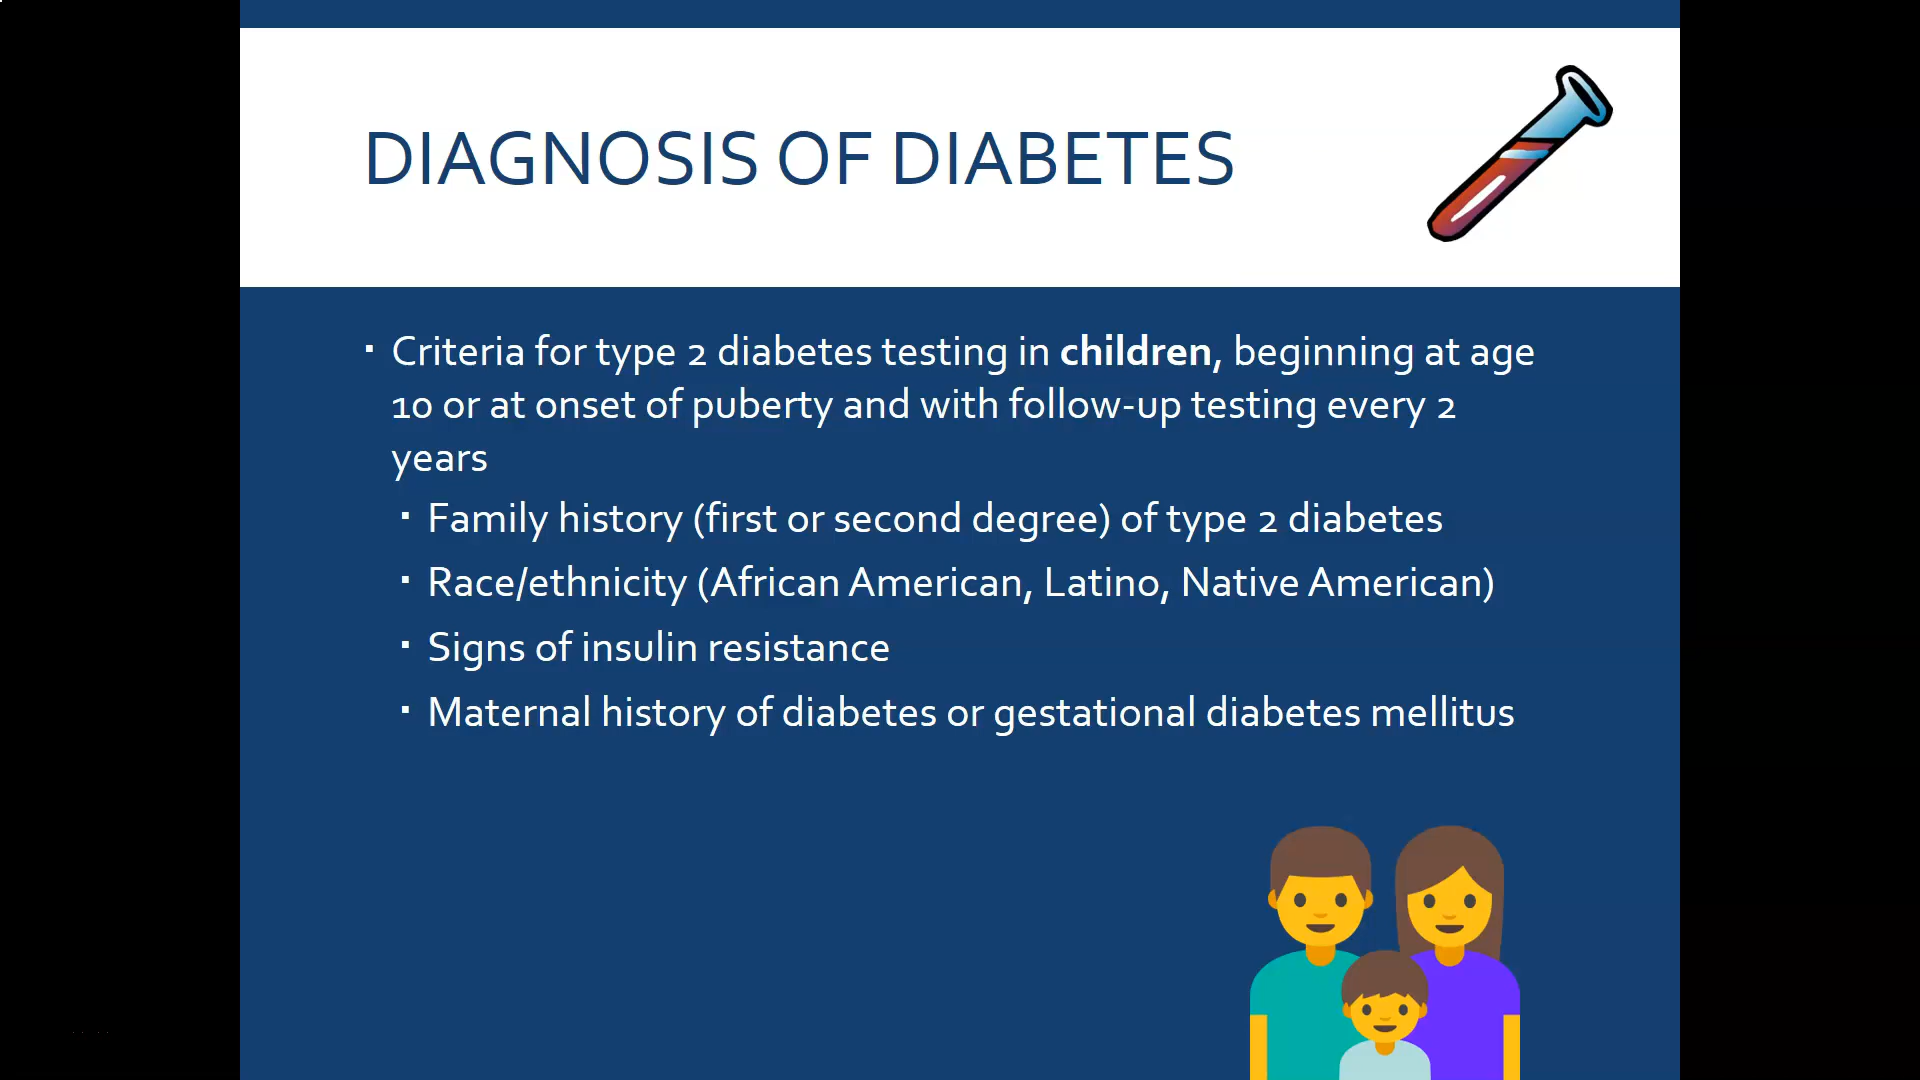 DIAGNOSIS OF DIABETES
▪ Criteria for type 2 diabetes testing in children, beginning at age
10 or at onset of puberty and with follow-up testing every 2
years
▪ Family history (first or second degree) of type 2 diabetes
▪ Race/ethnicity (African American, Latino, Native American)
▪ Signs of insulin resistance
▪ Maternal history of diabetes or gestational diabetes mellitus